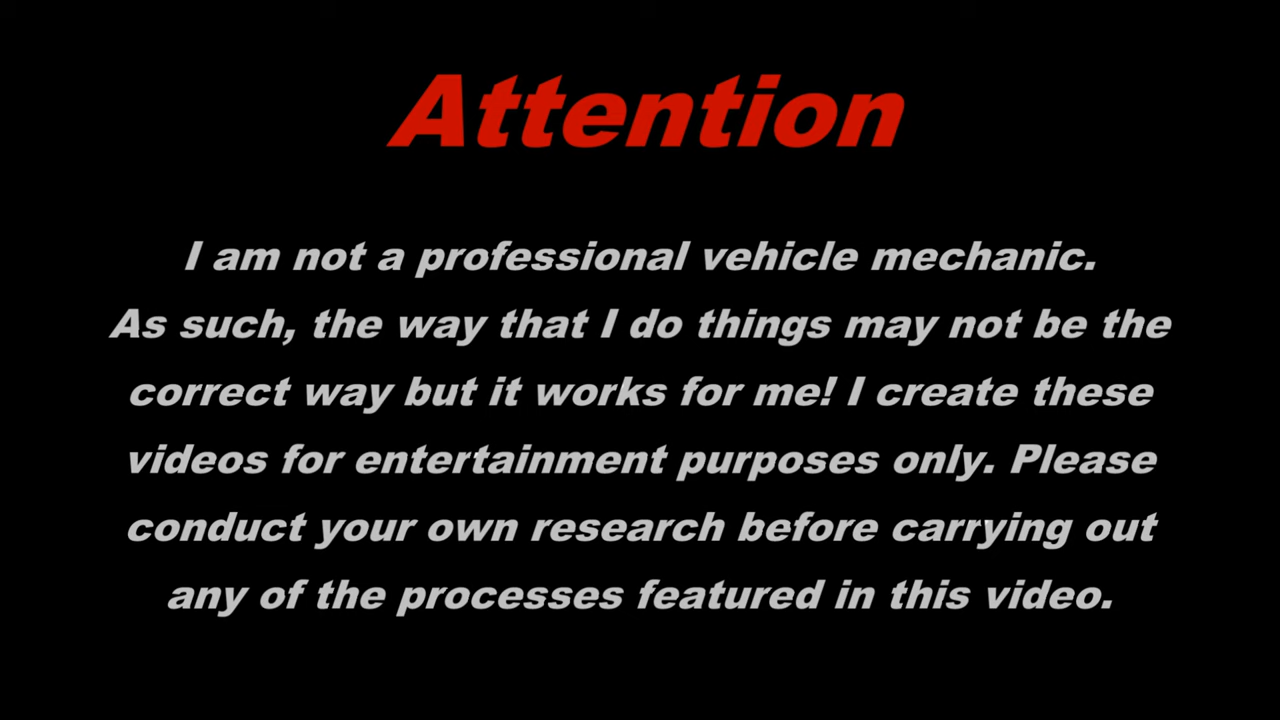 Attention
I am not a professional vehicle mechanic.
As such, the way that I do things may not be the
correct way but it works for me! I create these
videos for entertainment purposes only. Please
conduct your own research before carrying out
any of the processes featured in this video.